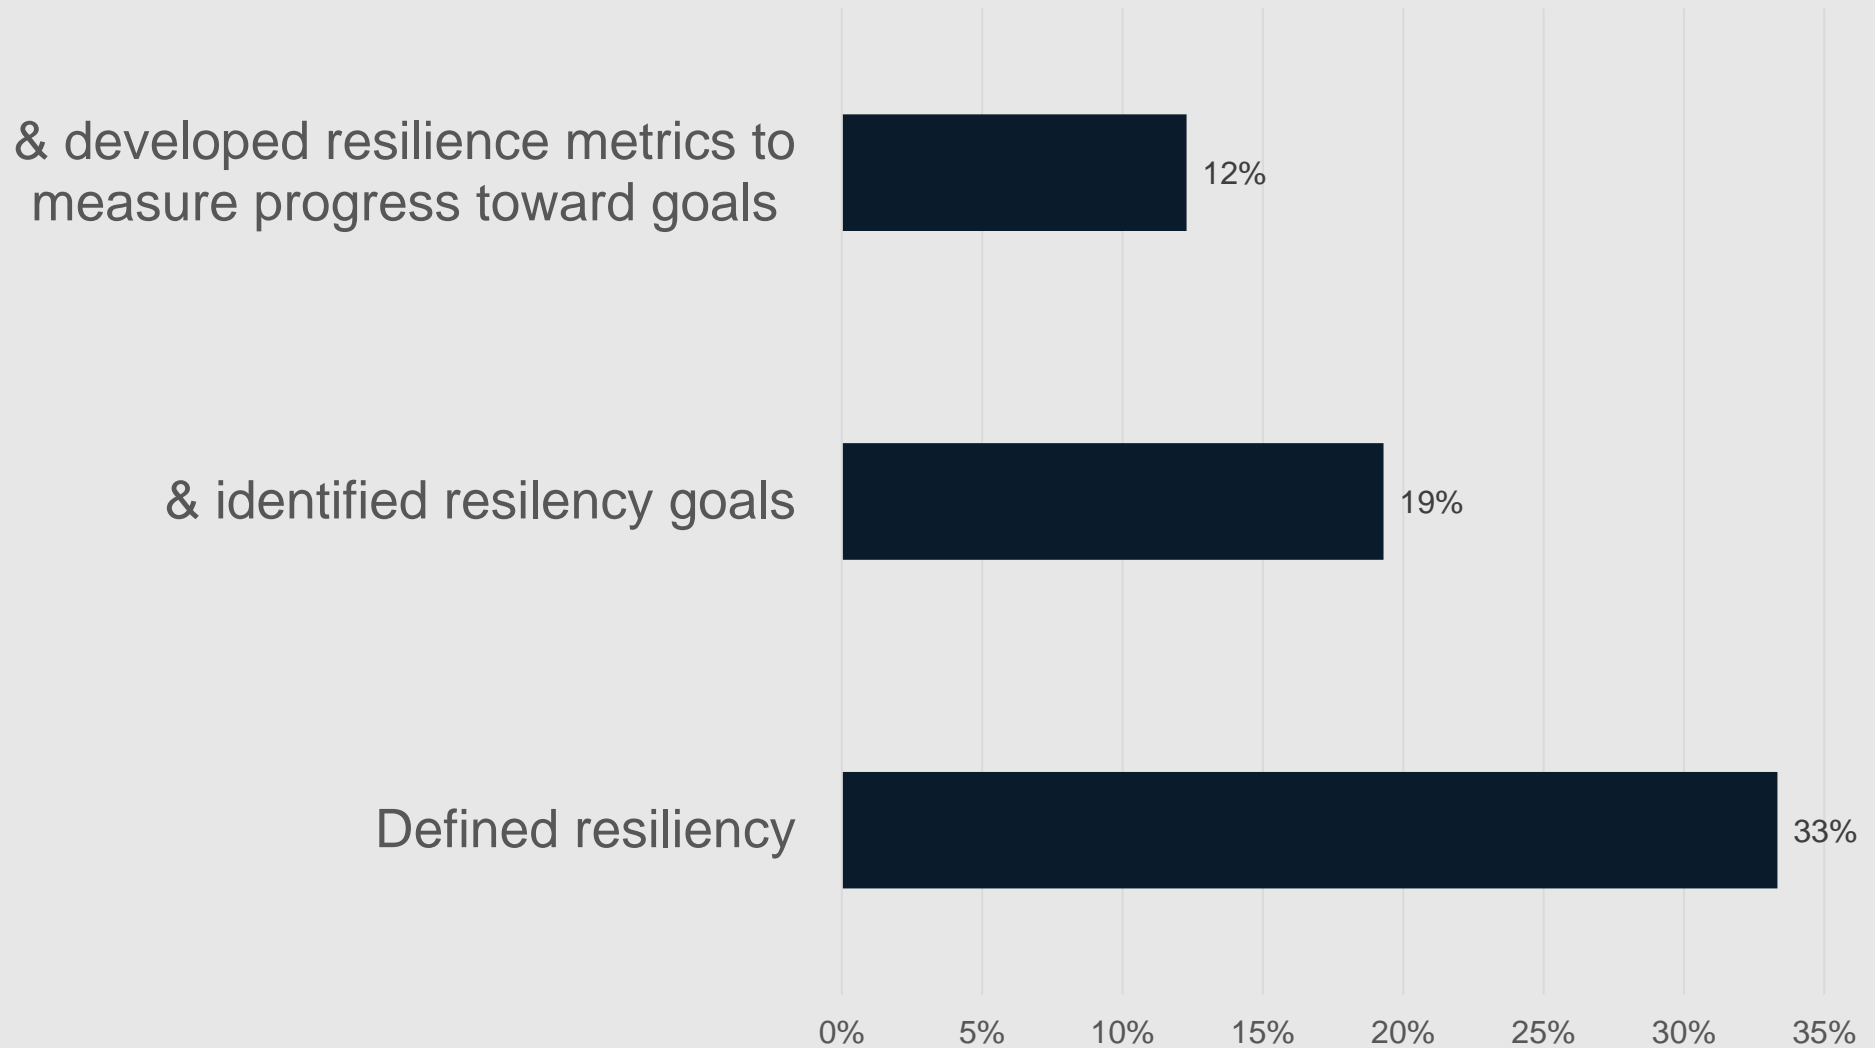 & developed resilience metrics to
measure progress toward goals
12%
& identified resilency goals
19%
Defined resiliency
33%
0% 5% 10% 15% 20% 25% 30% 35%